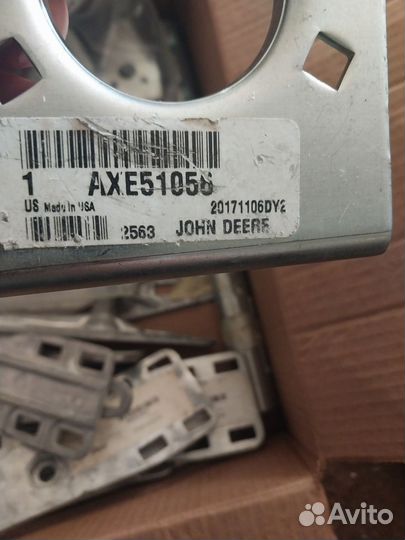 1 AXE51056
US Made in USA 20171106DY2
2563 JOHN DEERE
Avito